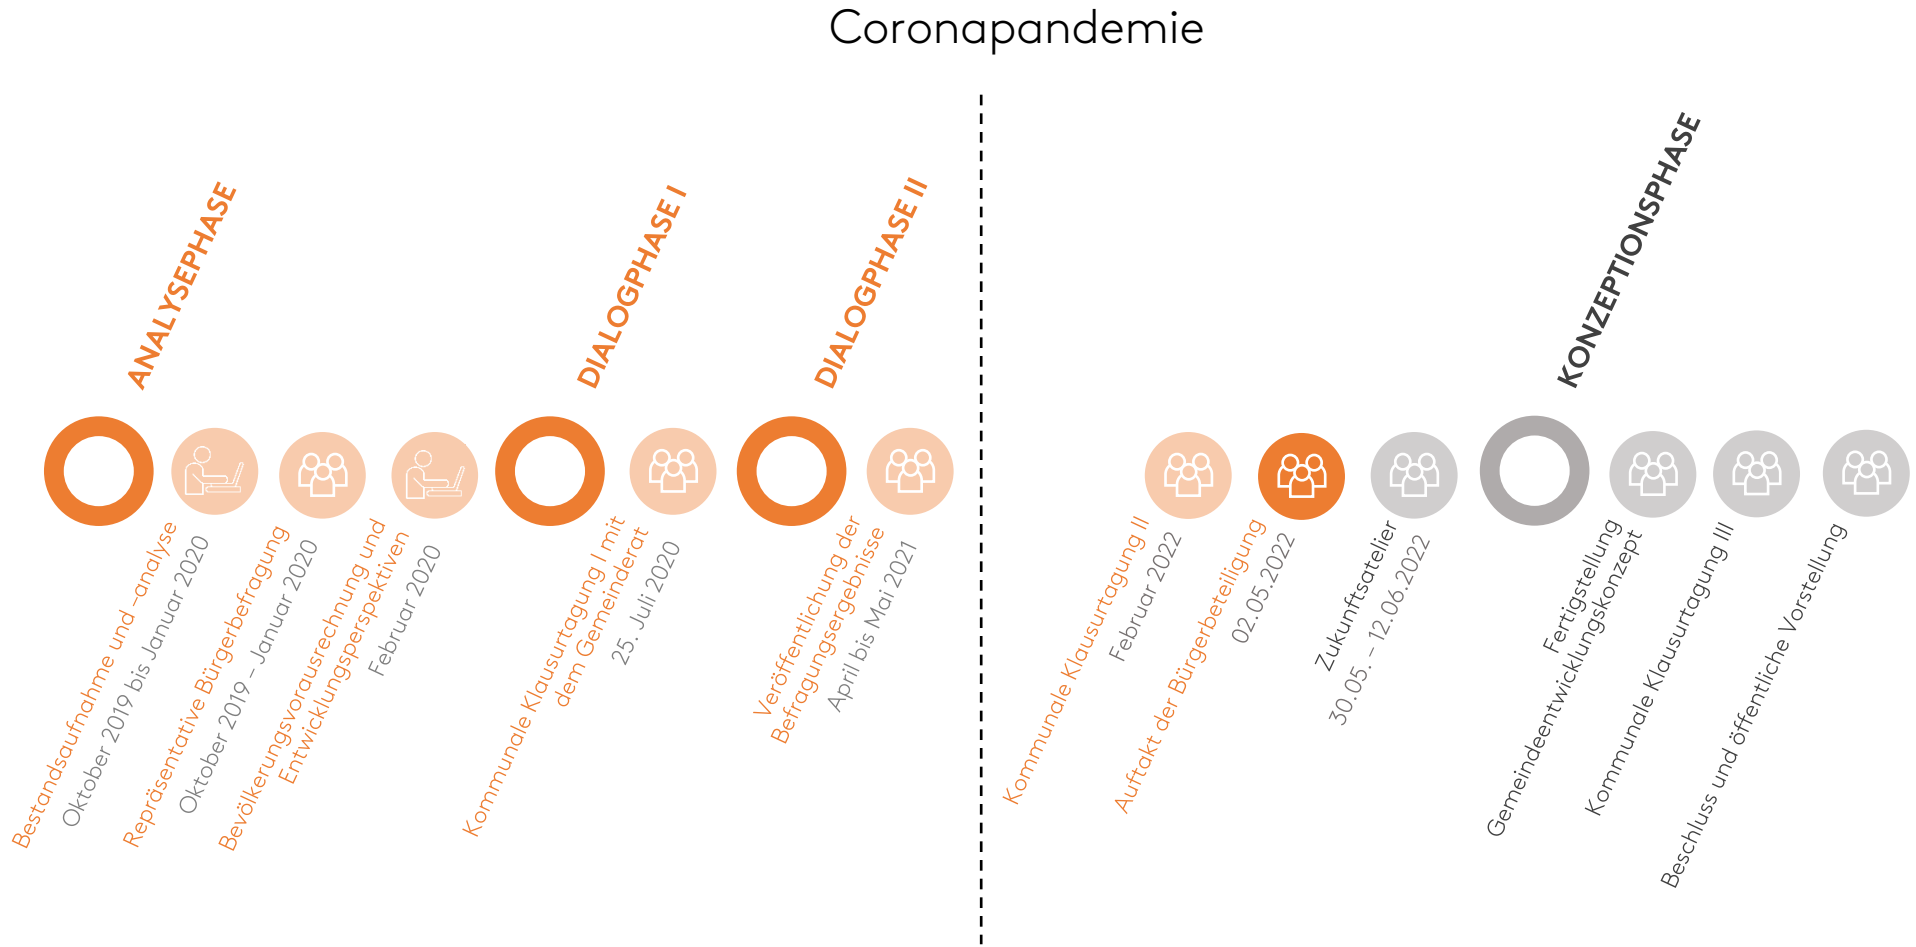 Coronapandemie
ANALYSEPHASE
Bestandsaufnahme und –analyse
Oktober 2019 bis Januar 2020
Repräsentative Bürgerbefragung
Oktober 2019 – Januar 2020
Bevölkerungsvorausrechnung und
Entwicklungsperspektiven
Februar 2020
DIALOGPHASE I
Kommunale Klausurtagung I mit
dem Gemeinderat
25. Juli 2020
DIALOGPHASE II
Veröffentlichung der
Befragungsergebnisse
April bis Mai 2021
Kommunale Klausurtagung II
Februar 2022
Auftakt der Bürgerbeteiligung
02.05.2022
Zukunftsatelier
30.05. – 12.06.2022
KONZEPTIONSPHASE
Fertigstellung
Gemeindeentwicklungskonzept
Kommunale Klausurtagung III
Beschluss und öffentliche Vorstellung